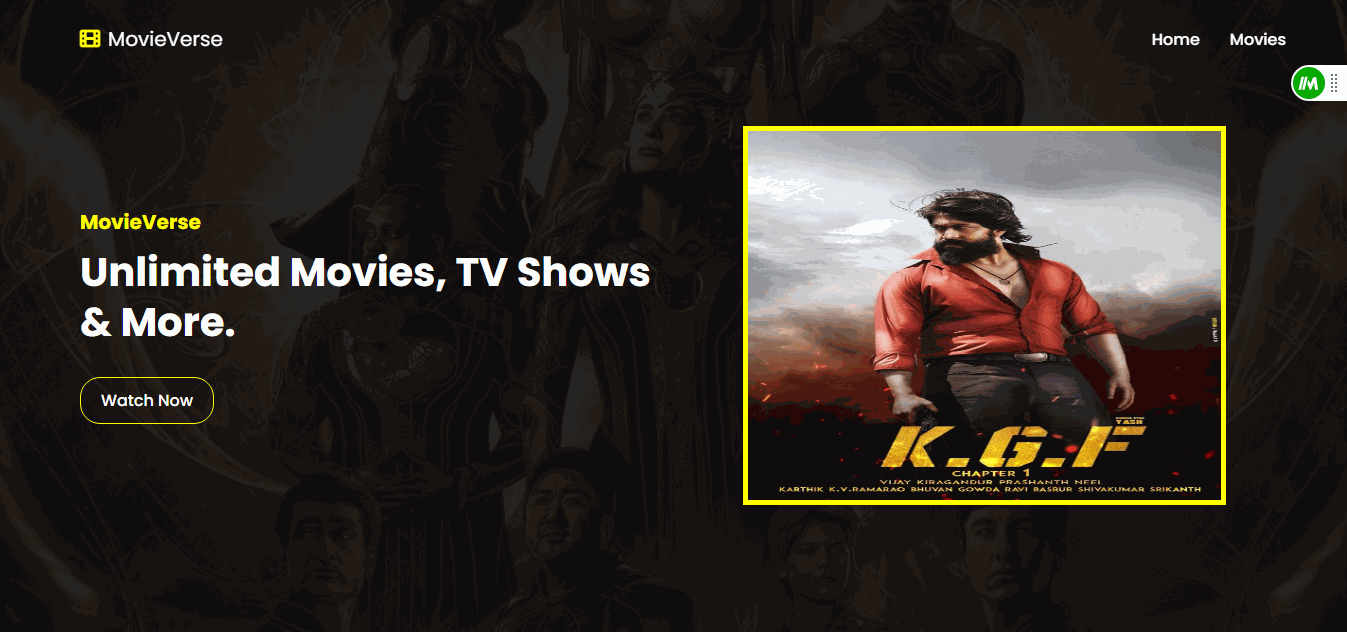 MovieVerse
Home
Movies
MovieVerse
Unlimited Movies, TV Shows
& More.
Watch Now
YASH
K.G.F
CHAPTER 1
VIJAY KIRAGANDUR PRASHANTH NEEL
KARTHIK K.V.RAMARAO BHUVAN GOWDA RAVI BASRUR SHIVAKUMAR SRIKANTH